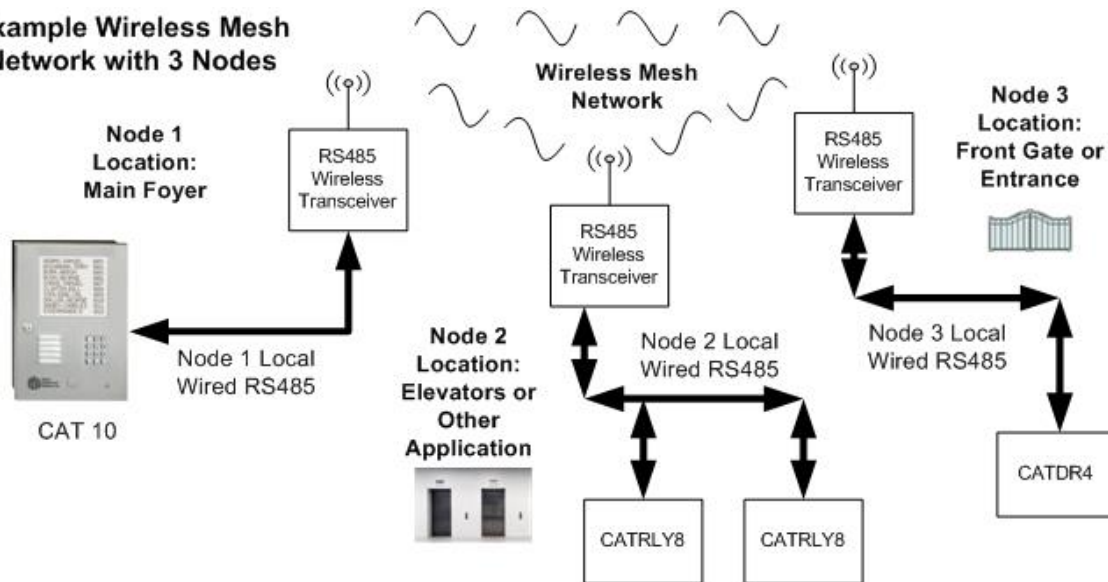 xample Wireless Mesh
Network with 3 Nodes
Wireless Mesh
Network
Node 1
Location:
Main Foyer
RS485
Wireless
Transceiver
RS485
Wireless
Transceiver
RS485
Wireless
Transceiver
Node 3
Location:
Front Gate or
Entrance
Node 1 Local
Wired RS485
CAT 10
Node 2
Location:
Elevators or
Other
Application
Node 2 Local
Wired RS485
Node 3 Local
Wired RS485
CATRLY8
CATRLY8
CATDR4